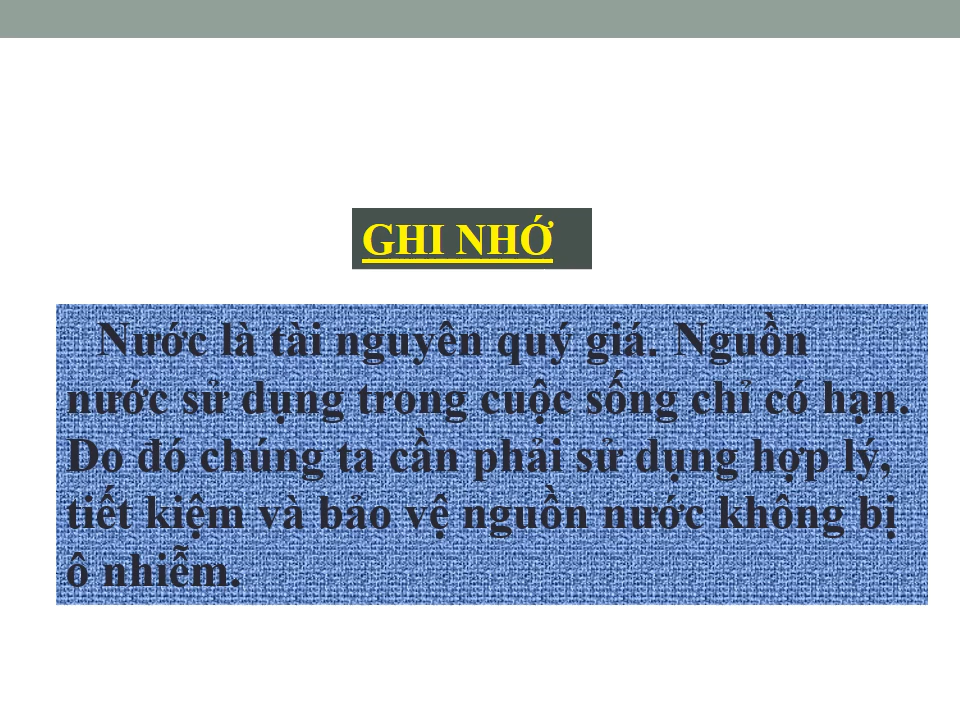 GHI NHỚ
Nước là tài nguyên quý giá. Nguồn
nước sử dụng trong cuộc sống chỉ có hạn.
Do đó chúng ta cần phải sử dụng hợp lý,
tiết kiệm và bảo vệ nguồn nước không bị
ô nhiễm.